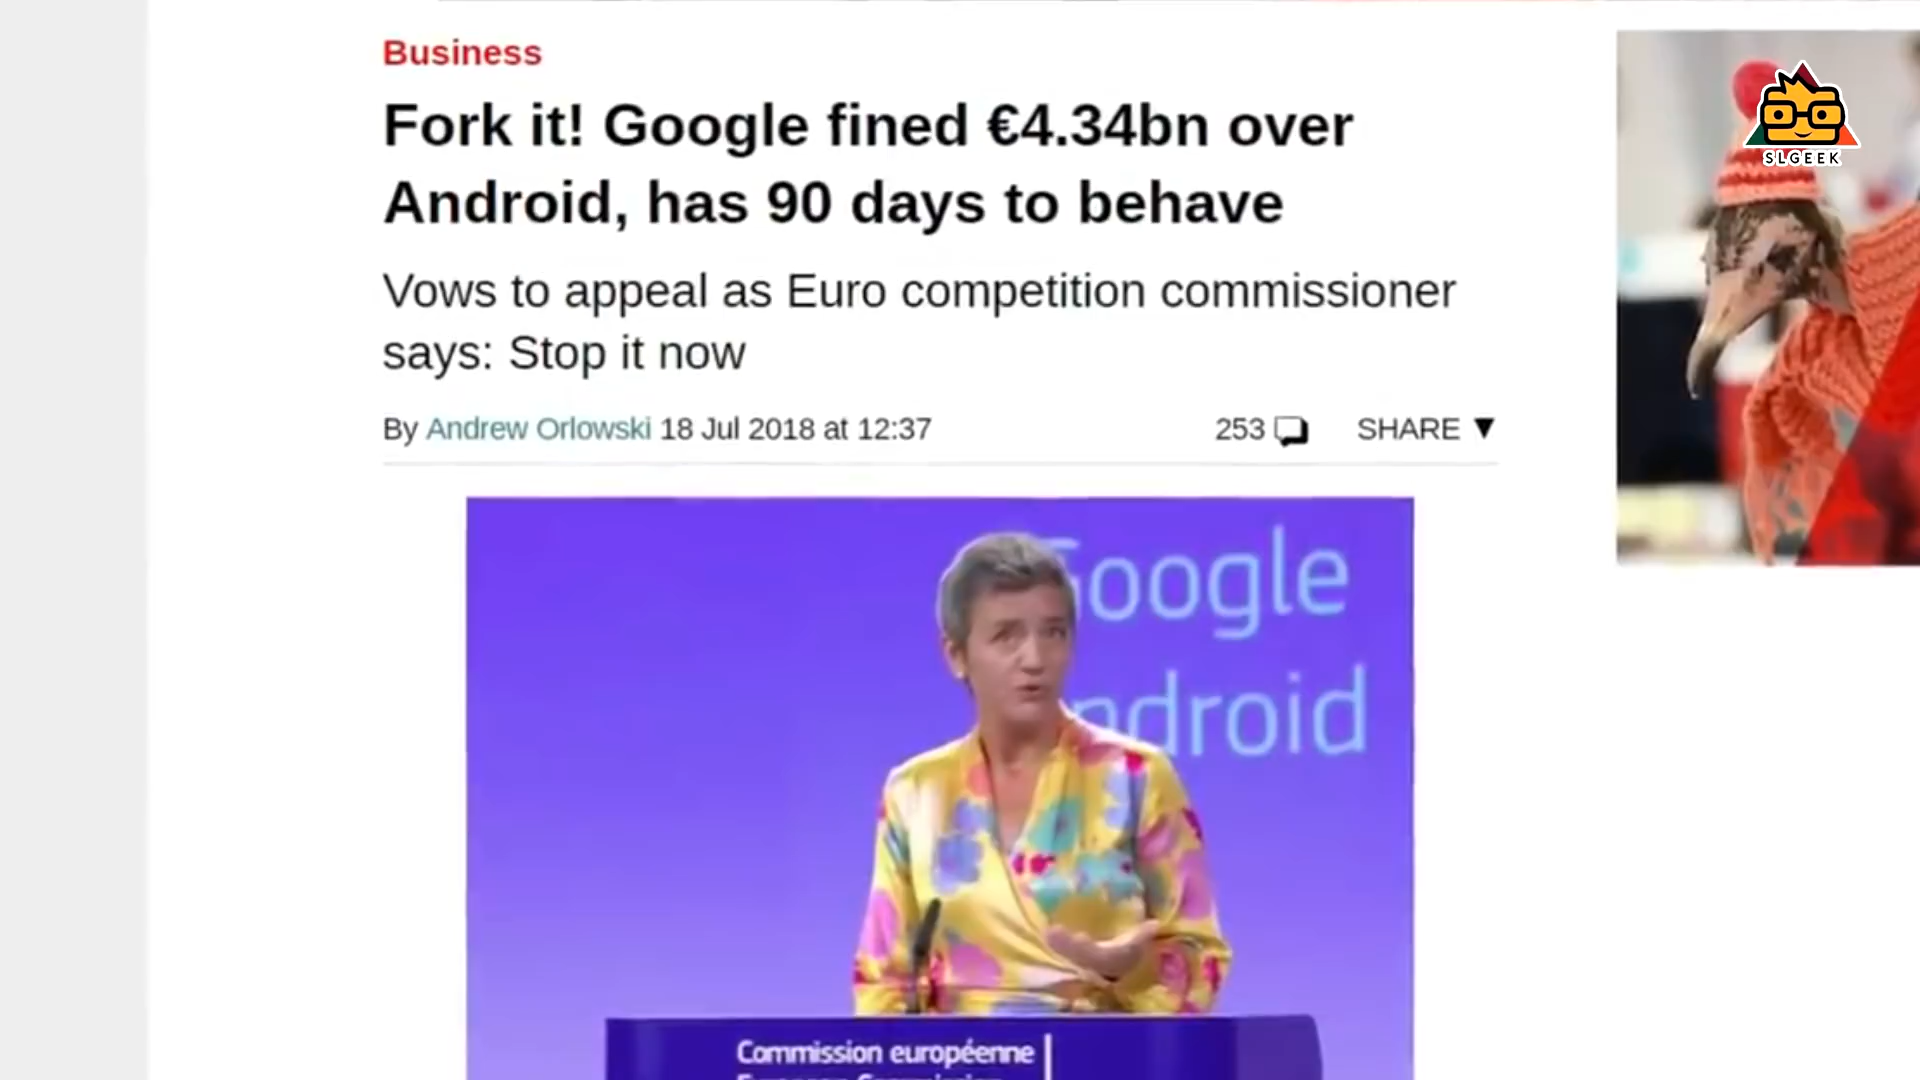 Business
Fork it! Google fined €4.34bn over
Android, has 90 days to behave
Vows to appeal as Euro competition commissioner
says: Stop it now
By Andrew Orlowski 18 Jul 2018 at 12:37
253
SHARE ▼
SLGEEK
Google
Android
Commission européenne